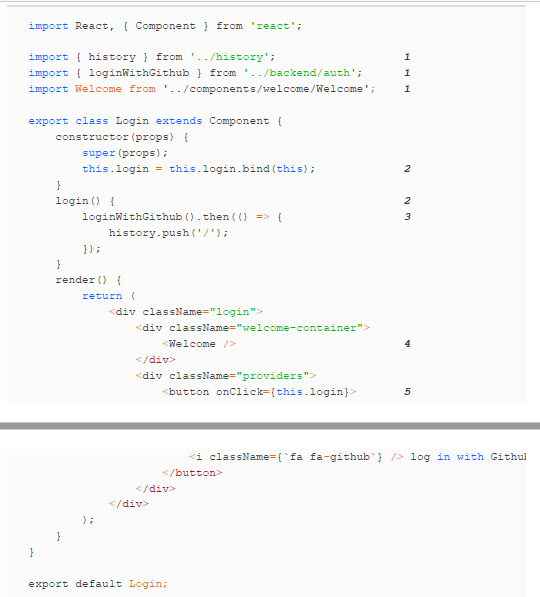 import React, { Component } from 'react';
import { history } from '../history'; 1
import { loginWithGithub } from '../backend/auth'; 1
import Welcome from '../components/welcome/Welcome'; 1
export class Login extends Component {
constructor(props) {
super(props);
this.login = this.login.bind(this); 2
}
login() { 2
loginWithGithub().then(() => { 3
history.push('/');
});
}
render() {
return (
<div className="login">
<div className="welcome-container">
<Welcome /> 4
</div>
<div className="providers">
<button onClick={this.login}> 5
<i className={`fa fa-github`} /> log in with Githu
</button>
</div>
</div>
);
}
}
export default Login;